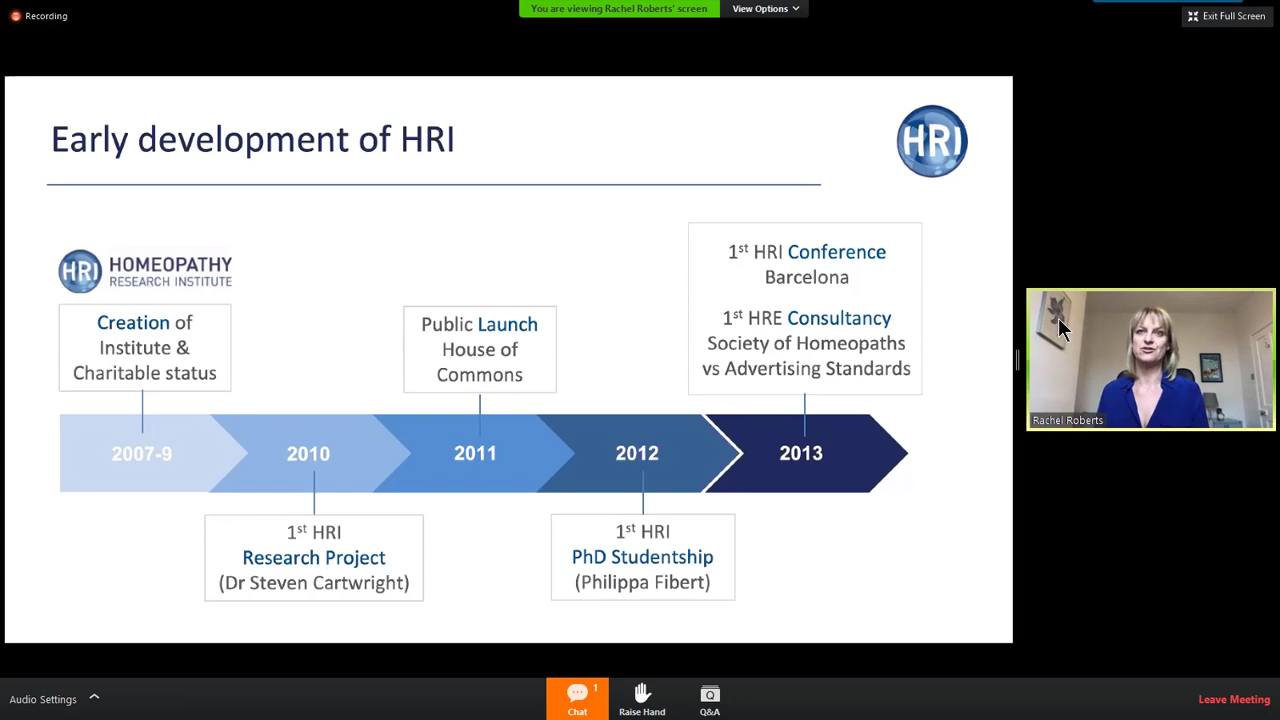 Recording
You are viewing Rachel Roberts' screen
View Options
Exit Full Screen
Early development of HRI
HRI
HRI HOMEOPATHY
RESEARCH INSTITUTE
Creation of
Institute &
Charitable status
Public Launch
House of
Commons
1st HRI Conference
Barcelona
1st HRE Consultancy
Society of Homeopaths
vs Advertising Standards
2007-9
2010
2011
2012
2013
1st HRI
Research Project
(Dr Steven Cartwright)
1st HRI
PhD Studentship
(Philippa Fibert)
Rachel Roberts
Audio Settings
1
Chat
Raise Hand
Q
Q&A
Leave Meeting